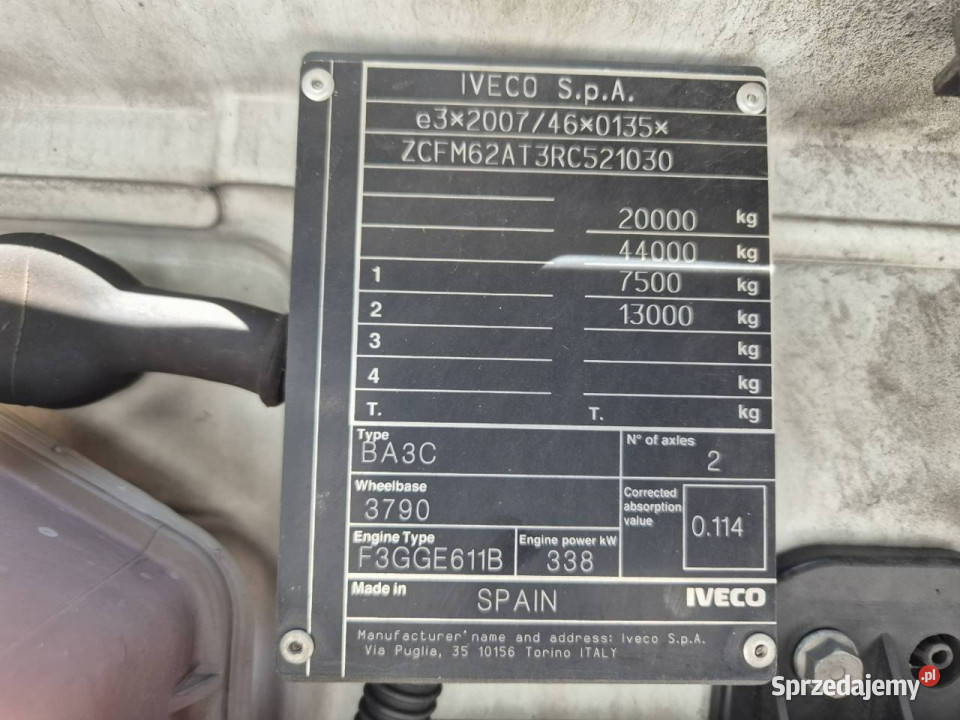 IVECO S.p.A.
e3*2007/46*0135*
ZCFM62AT3RC521030
20000 kg
44000 kg
1 7500 kg
2 13000 kg
3 kg
4 kg
T. T. kg
Type
BA3C
N° of axles
2
Wheelbase
3790
Corrected
absorption
value
0.114
Engine Type
F3GGE611B
Engine power kW
338
Made in
SPAIN
IVECO
Manufacturer' name and address: Iveco S.p.A.
Via Puglia, 35 10156 Torino ITALY
Sprzedajemy.pl